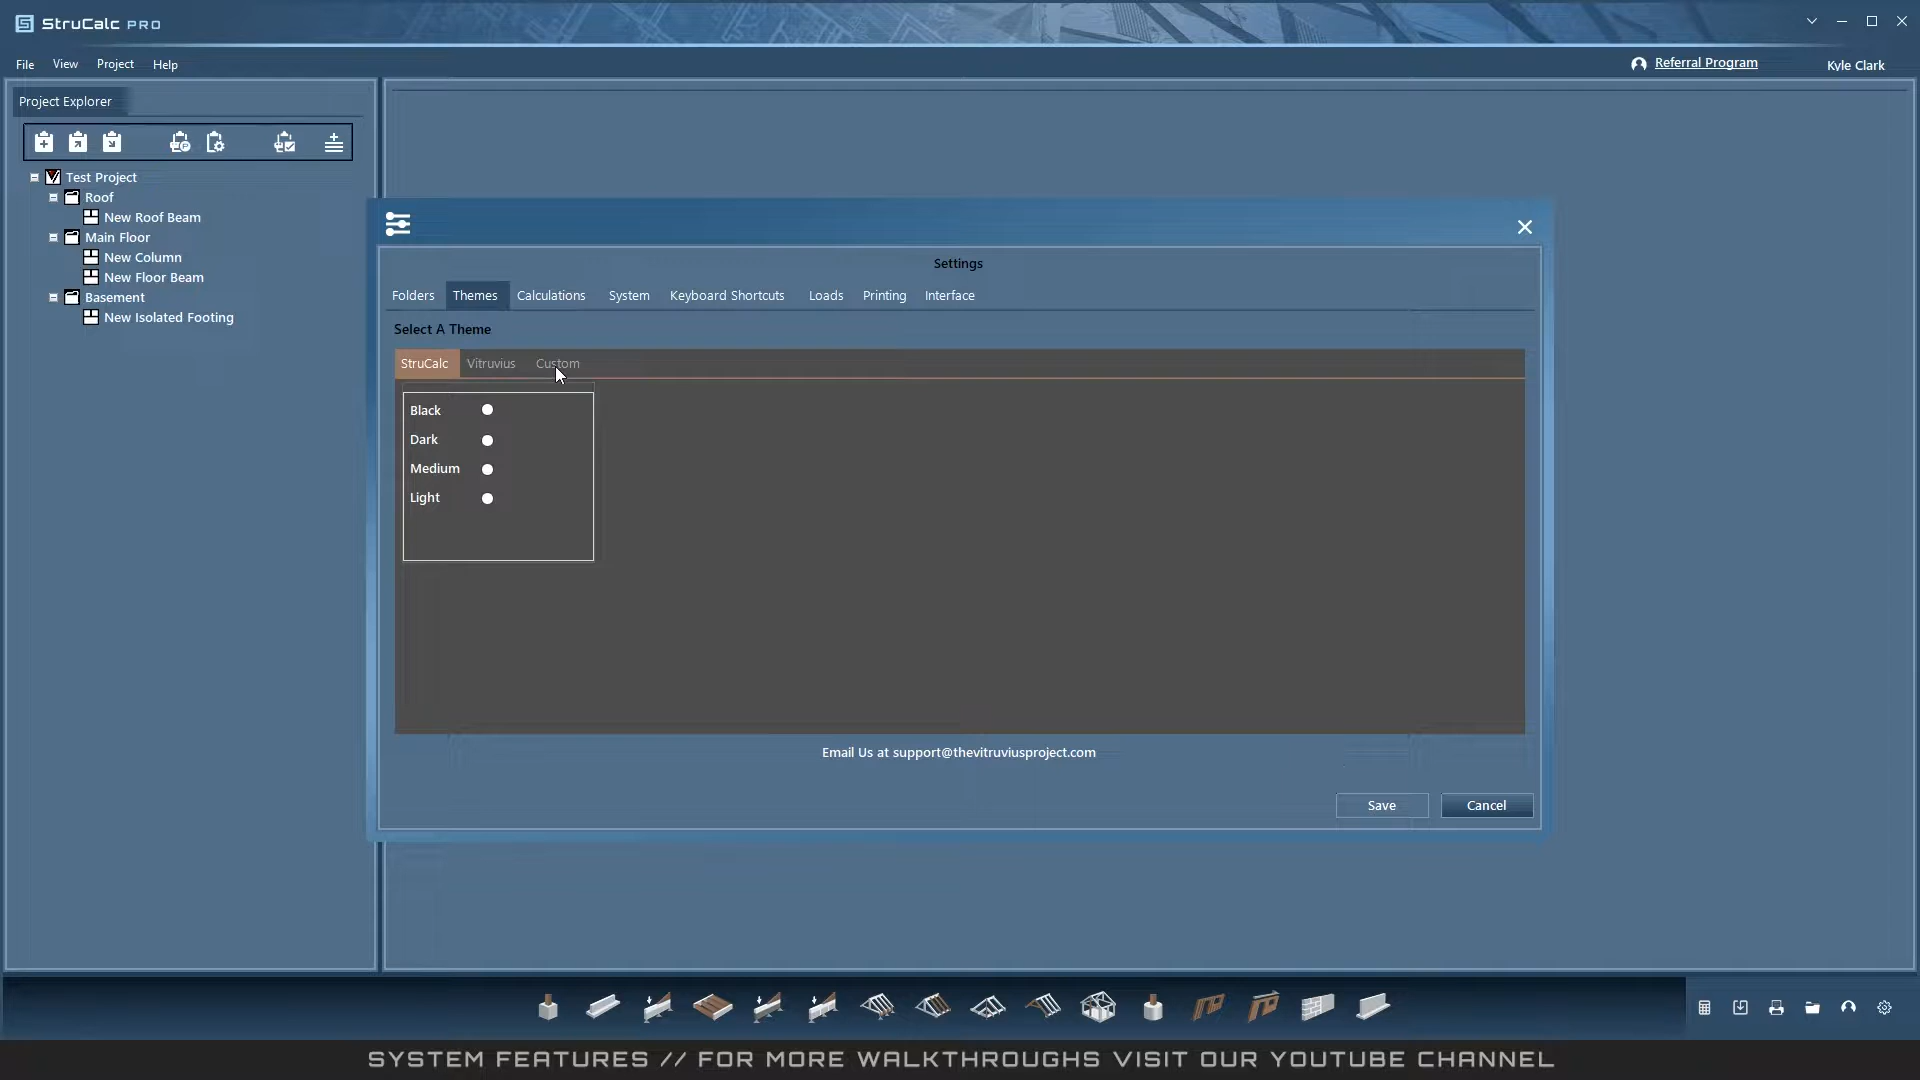 StruCalc PRO
File View Project Help
Referral Program
Kyle Clark
Project Explorer
Test Project
Roof
New Roof Beam
Main Floor
New Column
New Floor Beam
Basement
New Isolated Footing
Settings
Folders Themes Calculations System Keyboard Shortcuts Loads Printing Interface
Select A Theme
StruCalc Vitruvius Custom
Black
Dark
Medium
Light
Email Us at support@thevitruviusproject.com
Save Cancel
SYSTEM FEATURES // FOR MORE WALKTHROUGHS VISIT OUR YOUTUBE CHANNEL